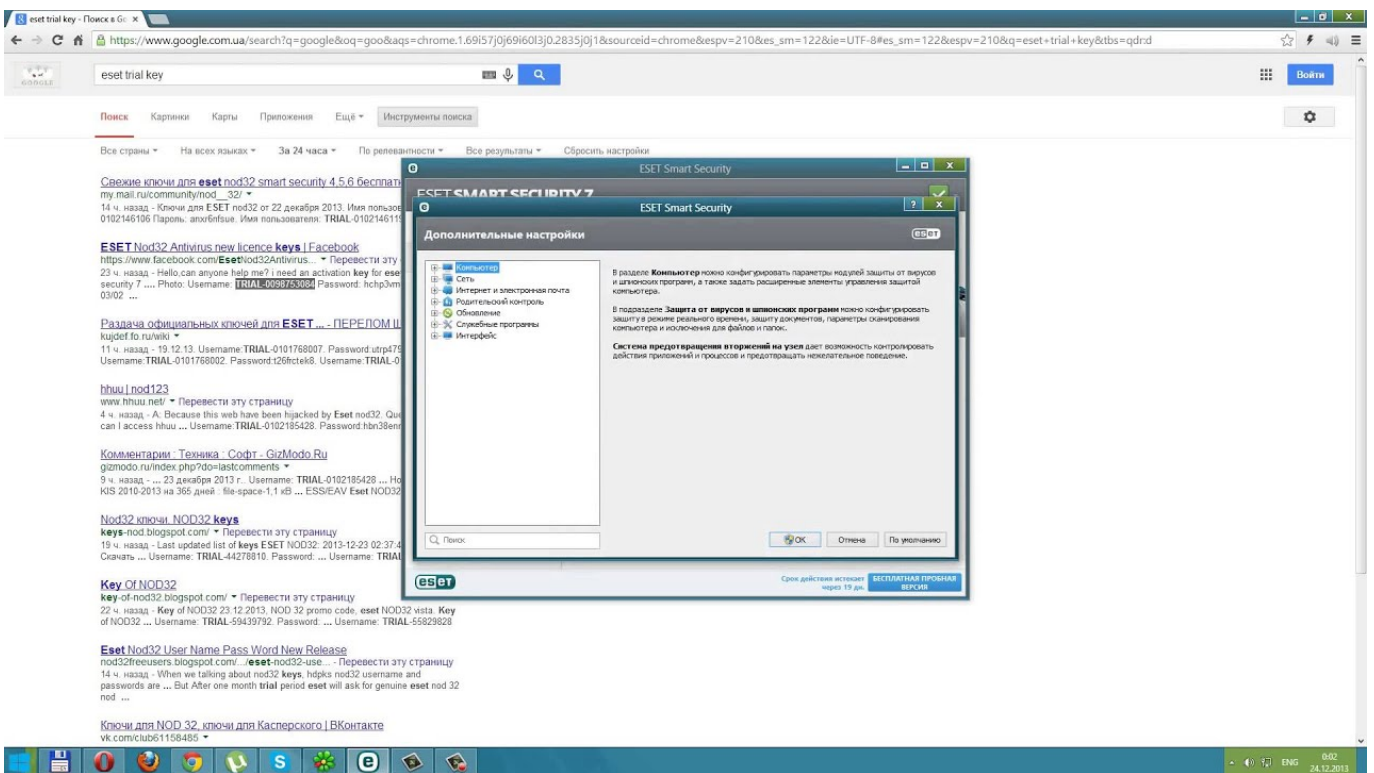 eset trial key - Поиск в Go
https://www.google.com.ua/search?q=google&oq=goo&aqs=chrome.1.69i57j0j69i60l3j0.2835j0j1&sourceid=chrome&espv=210&es_sm=122&ie=UTF-8#es_sm=122&espv=210&q=eset+trial+key&tbs=qdr:d
eset trial key
Войти
Поиск Картинки Карты Приложения Ещё Инструменты поиска
Все страны На всех языках За 24 часа По релевантности Все результаты Сбросить настройки
Свежие ключи для eset nod32 smart security 4,5,6 бесплатн
my.mail.ru/community/nod__32/
14 ч. назад - Ключи для ESET nod32 от 22 декабря 2013. Имя пользов
0102146106 Пароль: anxr6nfsue. Имя пользователя: TRIAL-010214611
ESET Nod32 Antivirus new licence keys | Facebook
https://www.facebook.com/EsetNod32Antivirus... Перевести эту
23 ч. назад - Hello,can anyone help me? i need an activation key for ese
security 7 .... Photo: Username: TRIAL-0098753084 Password: hchp3vm
03/02 ...
Раздача официальных ключей для ESET ... - ПЕРЕЛОМ Ш
kujdef.fo.ru/wiki
11 ч. назад - 19.12.13. Username:TRIAL-0101768007. Password:utrp479
Username:TRIAL-0101768002. Password:t26frctek8. Username:TRIAL-0
hhuu | nod123
www.hhuu.net/ Перевести эту страницу
4 ч. назад - A: Because this web have been hijacked by Eset nod32. Que
can I access hhuu ... Username:TRIAL-0102185428. Password:hbn38enr
Комментарии : Техника : Софт - GizModo.Ru
gizmodo.ru/index.php?do=lastcomments
9 ч. назад - ... 23 декабря 2013 г.. Username: TRIAL-0102185428 ... Но
KIS 2010-2013 на 365 дней : file-space-1,1 кВ ... ESS/EAV Eset NOD32
Nod32 ключи. NOD32 keys
keys-nod.blogspot.com/ Перевести эту страницу
19 ч. назад - Last updated list of keys ESET NOD32: 2013-12-23 02:37:4
Скачать ... Username: TRIAL-44278810. Password: ... Username: TRIAL
Key Of NOD32
key-of-nod32.blogspot.com/ Перевести эту страницу
22 ч. назад - Key of NOD32 23.12.2013, NOD 32 promo code, eset NOD32 vista. Key
of NOD32 ... Username: TRIAL-59439792. Password: ... Username: TRIAL-55829828
Eset Nod32 User Name Pass Word New Release
nod32freeusers.blogspot.com/.../eset-nod32-use... - Перевести эту страницу
14 ч. назад - When we talking about nod32 keys, hdpks nod32 username and
passwords are ... But After one month trial period eset will ask for genuine eset nod 32
nod ...
Ключи для NOD 32, ключи для Касперского | ВКонтакте
vk.com/club61158485
ESET Smart Security
ESET SMART SECURITY 7
ESET Smart Security
Дополнительные настройки
eset
Компьютер
Сеть
Интернет и электронная почта
Родительский контроль
Обновление
Служебные программы
Интерфейс
В разделе Компьютер можно конфигурировать параметры модулей защиты от вирусов
и шпионских программ, а также задать расширенные элементы управления защитой
компьютера.
В подразделе Защита от вирусов и шпионских программ можно конфигурировать
защиту в режиме реального времени, защиту документов, параметры сканирования
компьютера и исключения для файлов и папок.
Система предотвращения вторжений на узел дает возможность контролировать
действия приложений и процессов и предотвращать нежелательное поведение.
Поиск
OK Отмена По умолчанию
eset
Срок действия истекает
через 19 дн.
БЕСПЛАТНАЯ ПРОБНАЯ
ВЕРСИЯ
ENG
0:02
24.12.2013